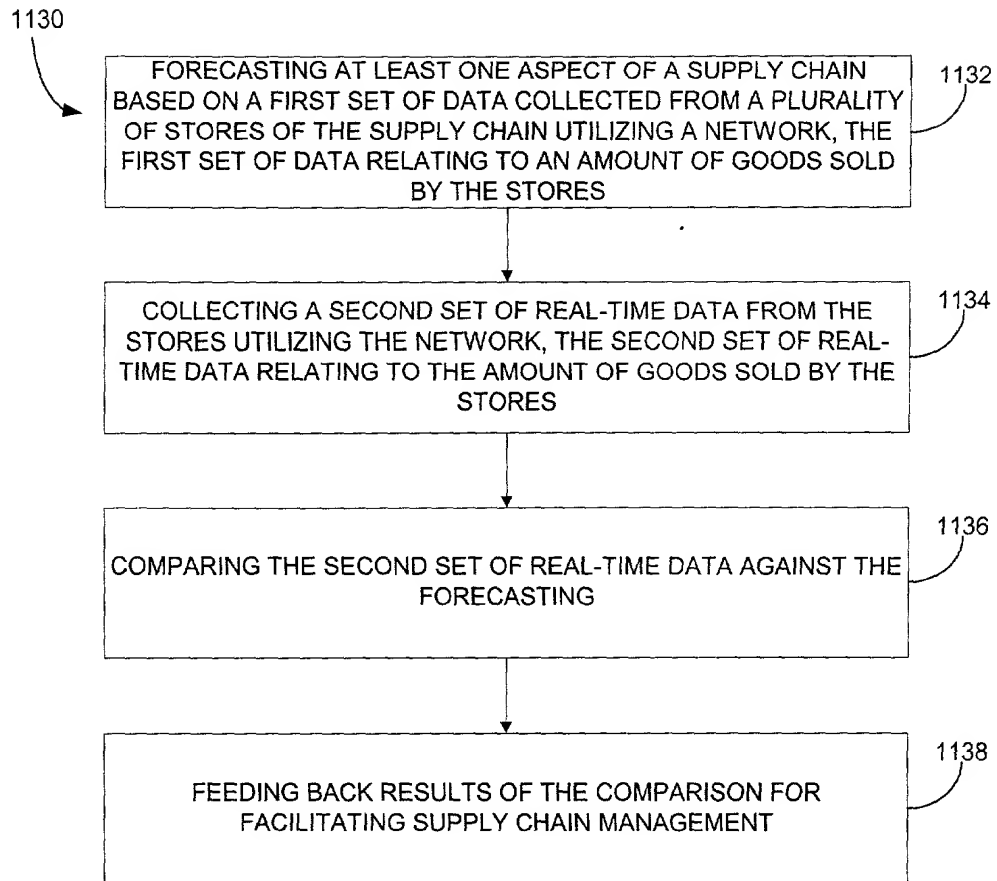 1130
FORECASTING AT LEAST ONE ASPECT OF A SUPPLY CHAIN
BASED ON A FIRST SET OF DATA COLLECTED FROM A PLURALITY
OF STORES OF THE SUPPLY CHAIN UTILIZING A NETWORK, THE
FIRST SET OF DATA RELATING TO AN AMOUNT OF GOODS SOLD
BY THE STORES
1132
COLLECTING A SECOND SET OF REAL-TIME DATA FROM THE
STORES UTILIZING THE NETWORK, THE SECOND SET OF REAL-
TIME DATA RELATING TO THE AMOUNT OF GOODS SOLD BY THE
STORES
1134
COMPARING THE SECOND SET OF REAL-TIME DATA AGAINST THE
FORECASTING
1136
FEEDING BACK RESULTS OF THE COMPARISON FOR
FACILITATING SUPPLY CHAIN MANAGEMENT
1138